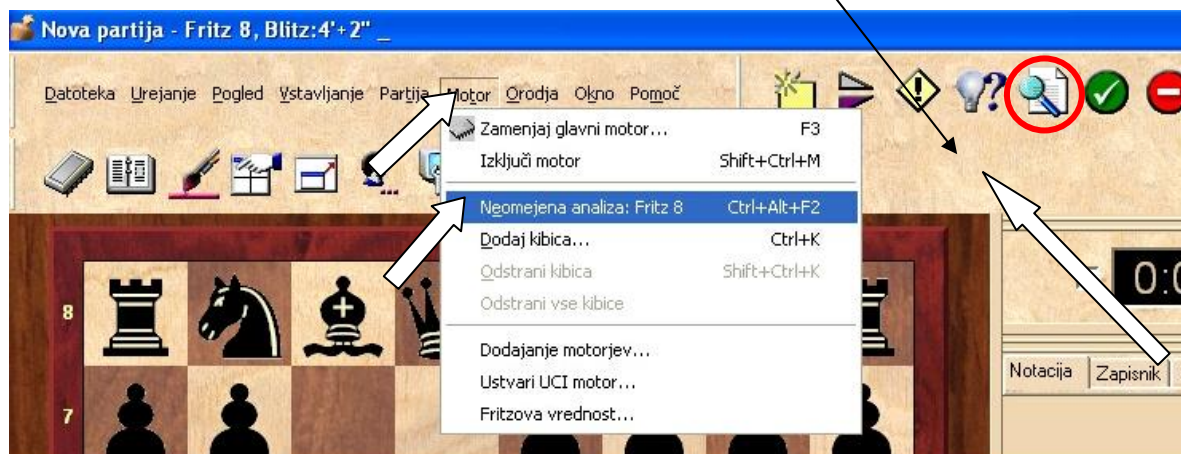 Nova partija - Fritz 8, Blitz:4'+2" _
Datoteka Urejanje Pogled Vstavljanje Partija Motor Orodja Okno Pomoč
Zamenjaj glavni motor... F3
Izključi motor Shift+Ctrl+M
Neomejena analiza: Fritz 8 Ctrl+Alt+F2
Dodaj kibica... Ctrl+K
Odstrani kibica Shift+Ctrl+K
Odstrani vse kibice
Dodajanje motorjev...
Ustvari UCI motor...
Fritzova vrednost...
8
7
Notacija Zapisnik